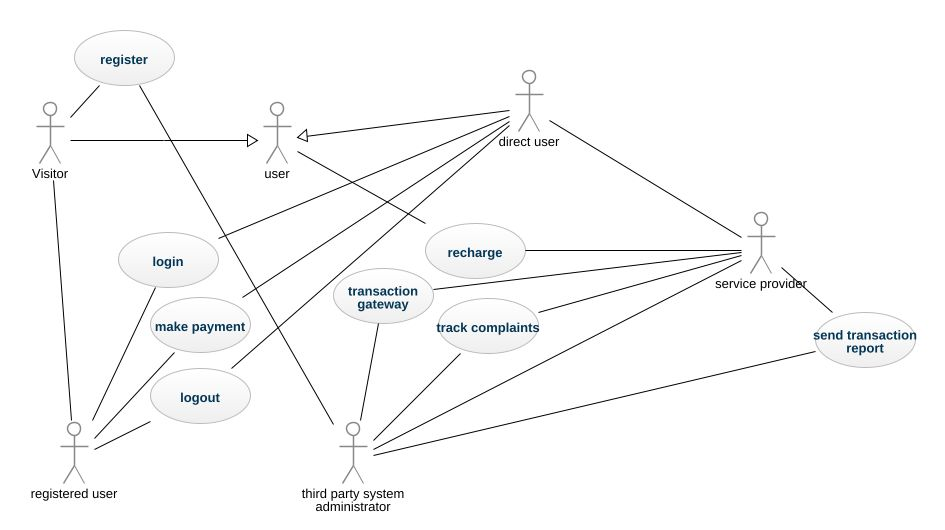 register
Visitor
user
direct user
login
recharge
transaction
gateway
service provider
make payment
track complaints
send transaction
report
logout
registered user
third party system
administrator